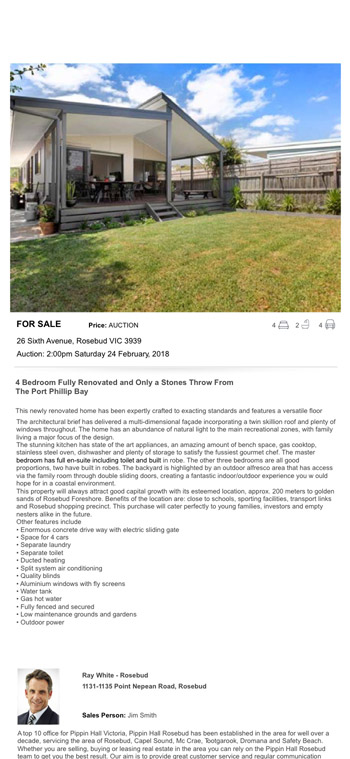 FOR SALE Price: AUCTION 4 2 4
26 Sixth Avenue, Rosebud VIC 3939
Auction: 2:00pm Saturday 24 February, 2018
4 Bedroom Fully Renovated and Only a Stones Throw From
The Port Phillip Bay
This newly renovated home has been expertly crafted to exacting standards and features a versatile floor
The architectural brief has delivered a multi-dimensional façade incorporating a twin skillion roof and plenty of
windows throughout. The home has an abundance of natural light to the main recreational zones, with family
living a major focus of the design.
The stunning kitchen has state of the art appliances, an amazing amount of bench space, gas cooktop,
stainless steel oven, dishwasher and plenty of storage to satisfy the fussiest gourmet chef. The master
bedroom has full en-suite including toilet and built in robe. The other three bedrooms are all good
proportions, two have built in robes. The backyard is highlighted by an outdoor alfresco area that has access
via the family room through double sliding doors, creating a fantastic indoor/outdoor experience you w ould
hope for in a coastal environment.
This property will always attract good capital growth with its esteemed location, approx. 200 meters to golden
sands of Rosebud Foreshore. Benefits of the location are: close to schools, sporting facilities, transport links
and Rosebud shopping precinct. This purchase will cater perfectly to young families, investors and empty
nesters alike in the future.
Other features include
• Enormous concrete drive way with electric sliding gate
• Space for 4 cars
• Separate laundry
• Separate toilet
• Ducted heating
• Split system air conditioning
• Quality blinds
• Aluminium windows with fly screens
• Water tank
• Gas hot water
• Fully fenced and secured
• Low maintenance grounds and gardens
• Outdoor power
Ray White - Rosebud
1131-1135 Point Nepean Road, Rosebud
Sales Person: Jim Smith
A top 10 office for Pippin Hall Victoria, Pippin Hall Rosebud has been established in the area for well over a
decade, servicing the area of Rosebud, Capel Sound, Mc Crae, Tootgarook, Dromana and Safety Beach.
Whether you are selling, buying or leasing real estate in the area you can rely on the Pippin Hall Rosebud
team to get you the best result. Our aim is to provide great customer service and regular communication